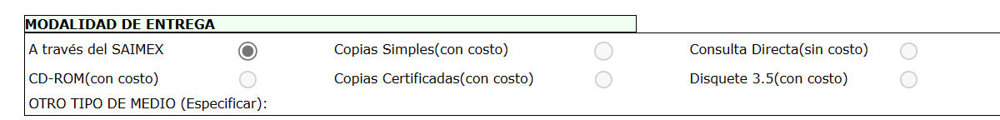 MODALIDAD DE ENTREGA
A través del SAIMEX Copias Simples(con costo) Consulta Directa(sin costo)
CD-ROM(con costo) Copias Certificadas(con costo) Disquete 3.5(con costo)
OTRO TIPO DE MEDIO (Especificar):